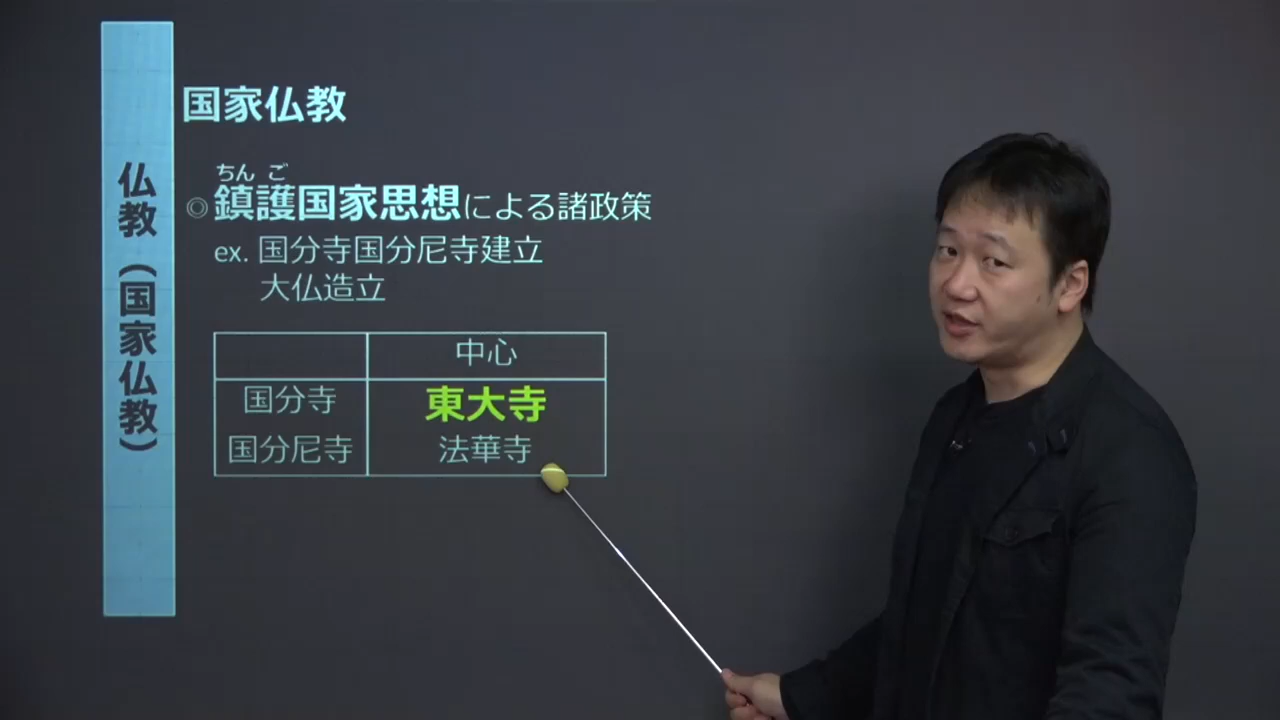 仏教（国家仏教）
国家仏教
ちんご
◎鎮護国家思想による諸政策
ex. 国分寺国分尼寺建立
大仏造立
中心
国分寺 東大寺
国分尼寺 法華寺